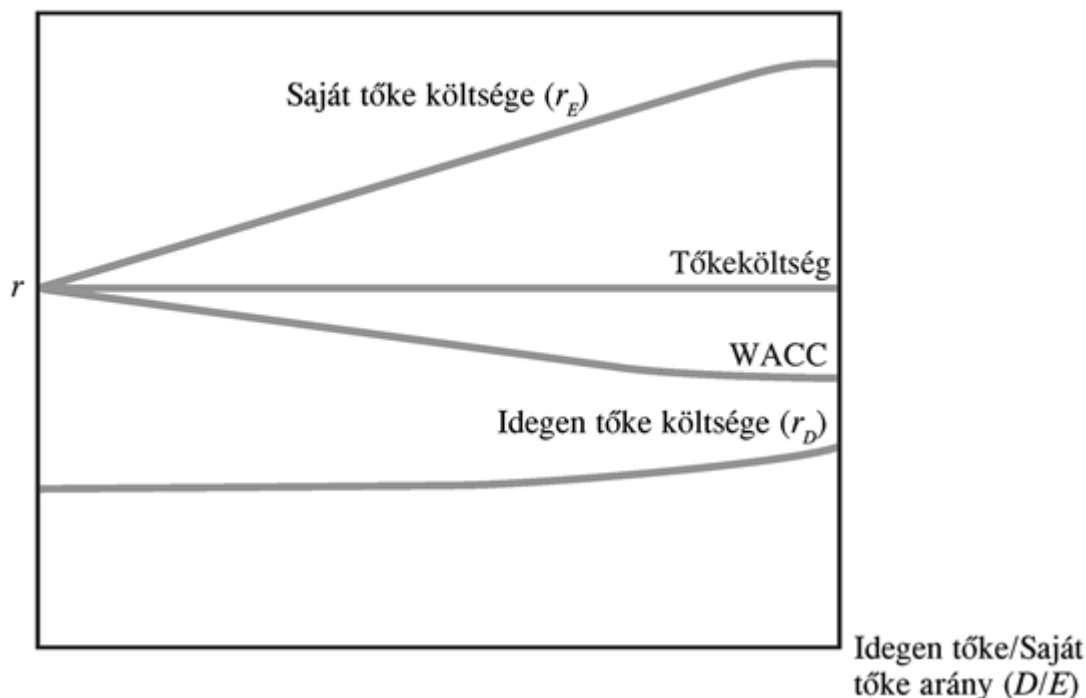 Saját tőke költsége (r_E)
Tőkeköltség
r
WACC
Idegen tőke költsége (r_D)
Idegen tőke/Saját
tőke arány (D/E)